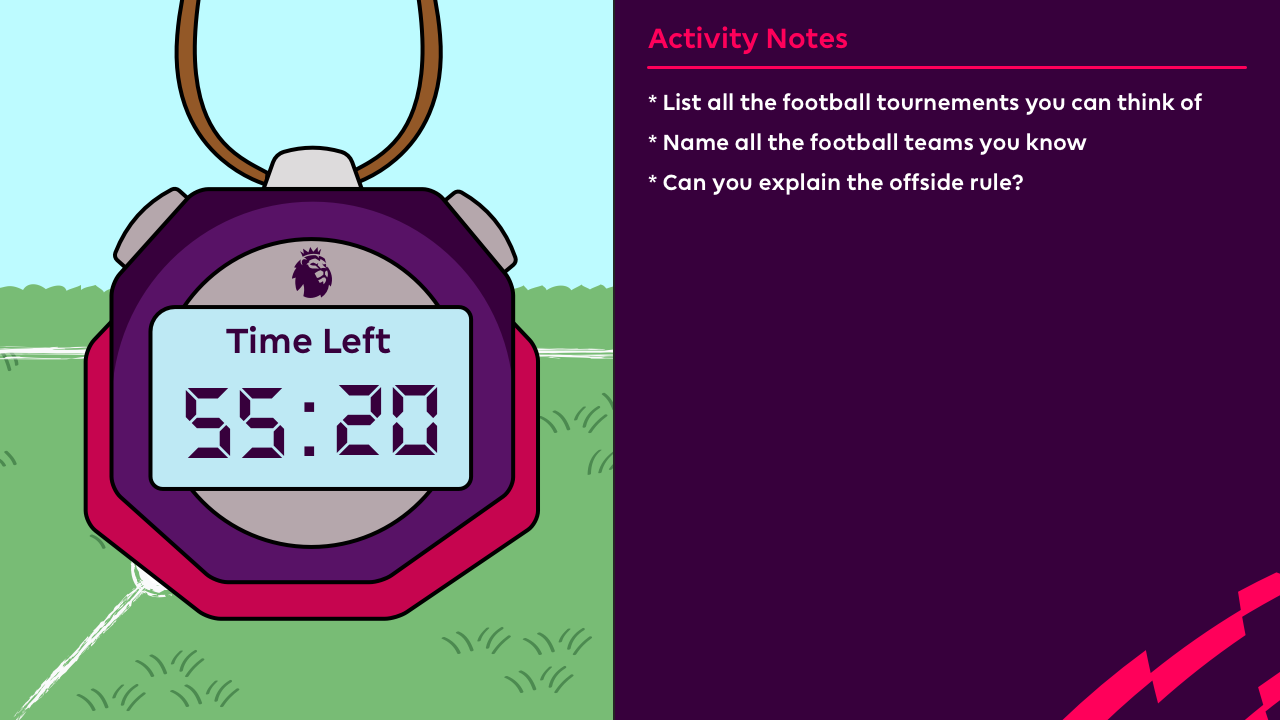 Time Left
55:20
Activity Notes
* List all the football tournements you can think of
* Name all the football teams you know
* Can you explain the offside rule?